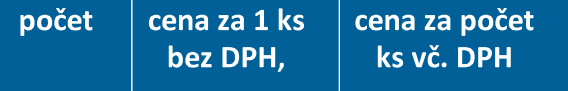 počet
cena za 1 ks
bez DPH,
cena za počet
ks vč. DPH